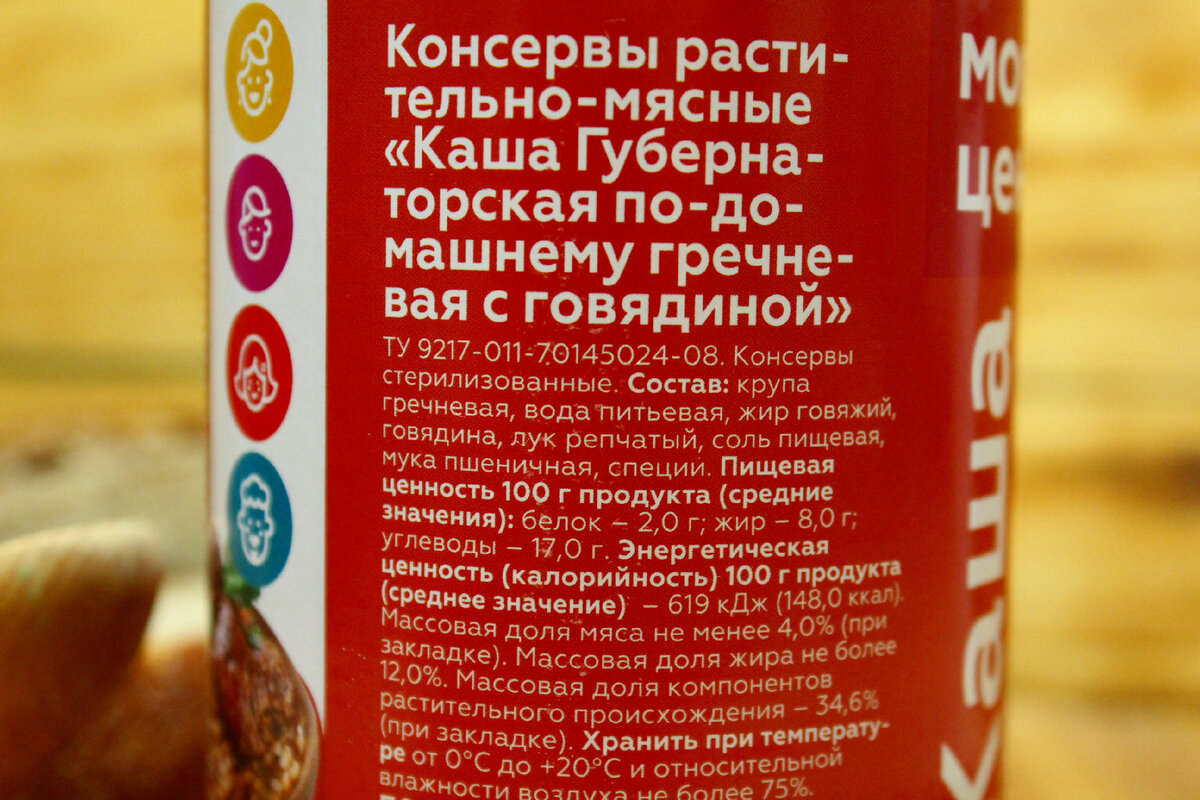 Консервы расти-
тельно-мясные
«Каша Губерна-
торская по-до-
машнему гречне-
вая с говядиной»
ТУ 9217-011-70145024-08. Консервы
стерилизованные. Состав: крупа
гречневая, вода питьевая, жир говяжий,
говядина, лук репчатый, соль пищевая,
мука пшеничная, специи. Пищевая
ценность 100 г продукта (средние
значения): белок – 2,0 г; жир – 8,0 г;
углеводы – 17,0 г. Энергетическая
ценность (калорийность) 100 г продукта
(среднее значение) – 619 кДж (148,0 ккал).
Массовая доля мяса не менее 4,0% (при
закладке). Массовая доля жира не более
12,0%. Массовая доля компонентов
растительного происхождения – 34,6%
(при закладке). Хранить при температу-
ре от 0°С до +20°С и относительной
влажности воздуха не более 75%.
Каша